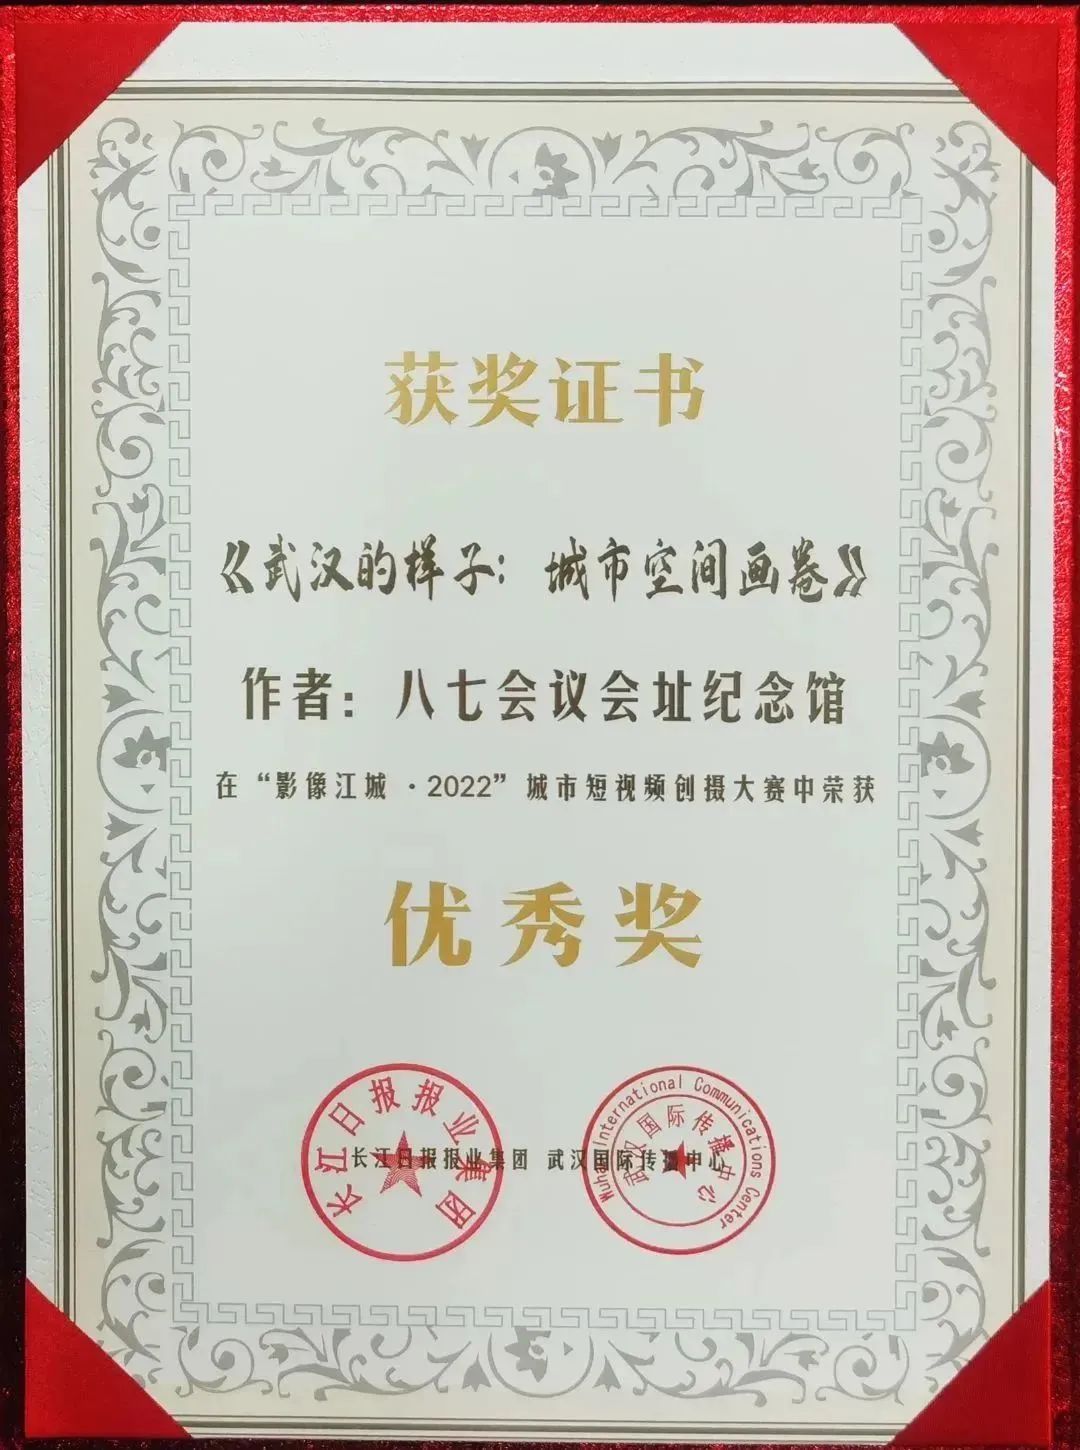 获奖证书
《武汉的样子：城市空间画卷》
作者：八七会议会址纪念馆
在“影像江城·2022”城市短视频创摄大赛中荣获
优秀奖
长江日报报业集团 武汉国际传播中心
长江日报报业集团
Wuhan International Communications Center
武汉国际传播中心